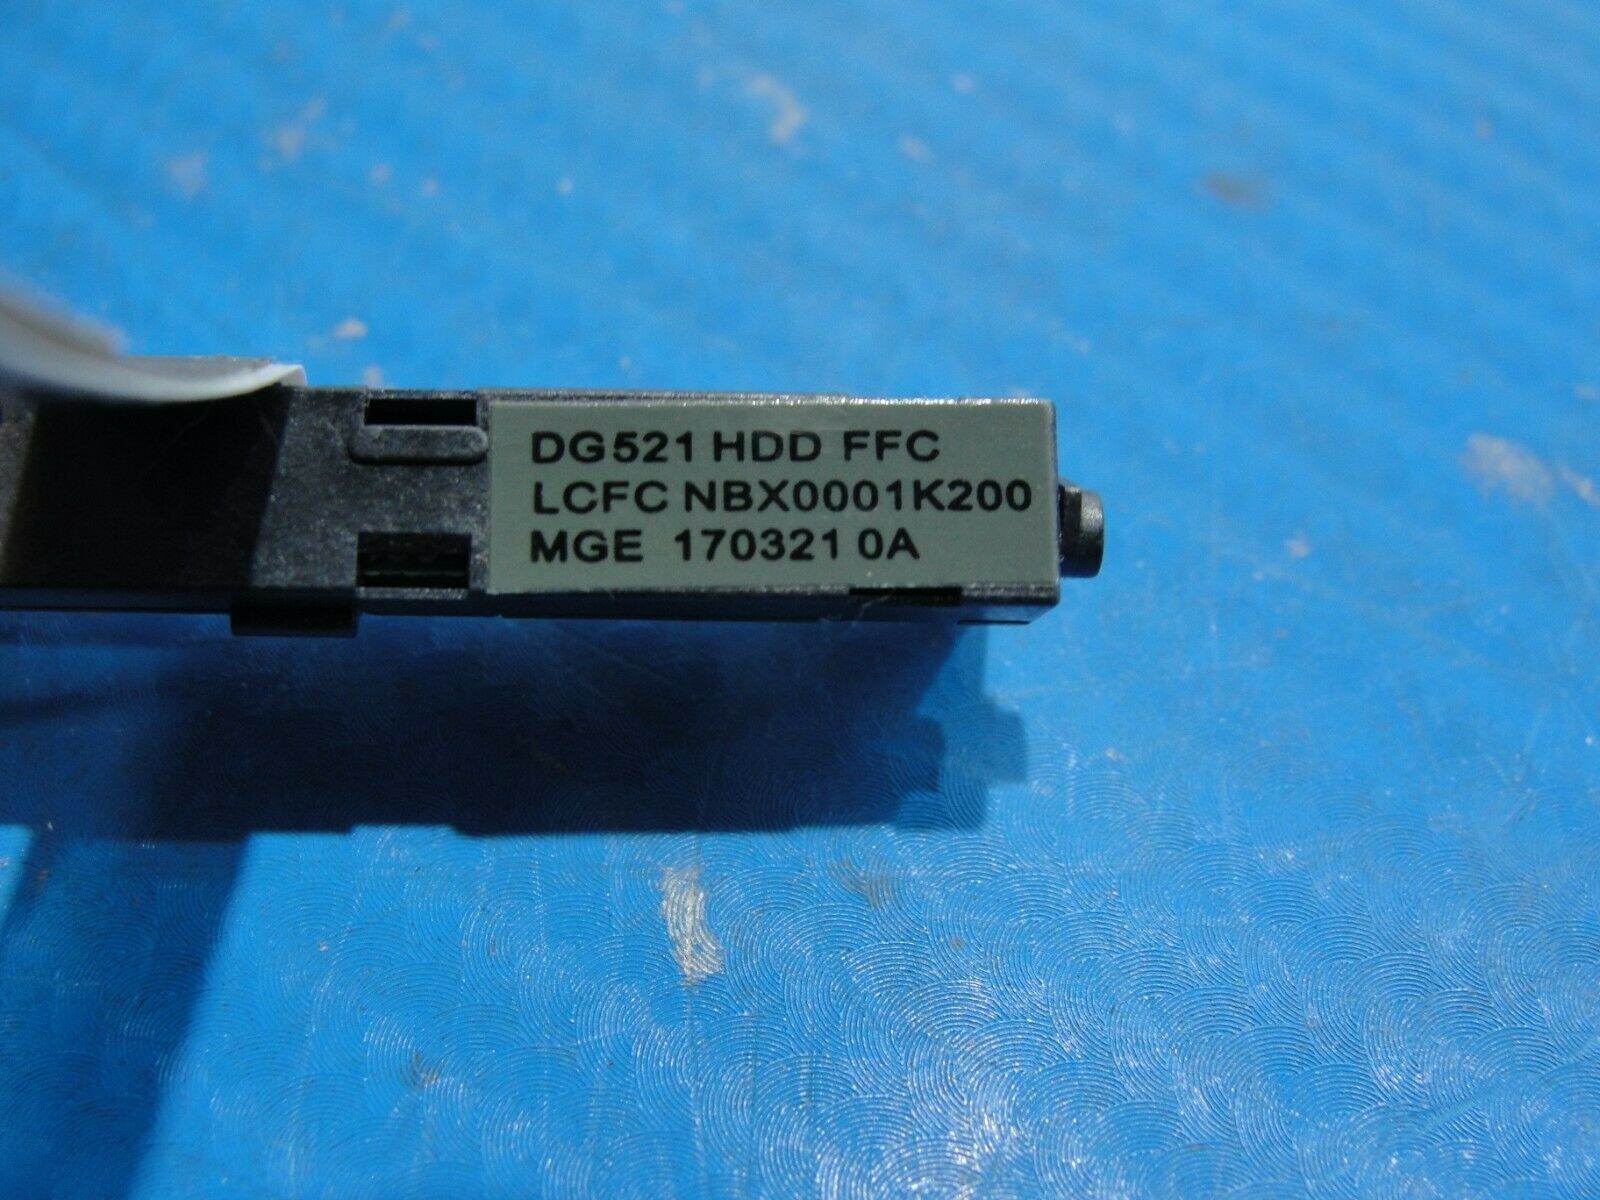 DG521 HDD FFC
LCFC NBX0001K200
MGE 170321 0A